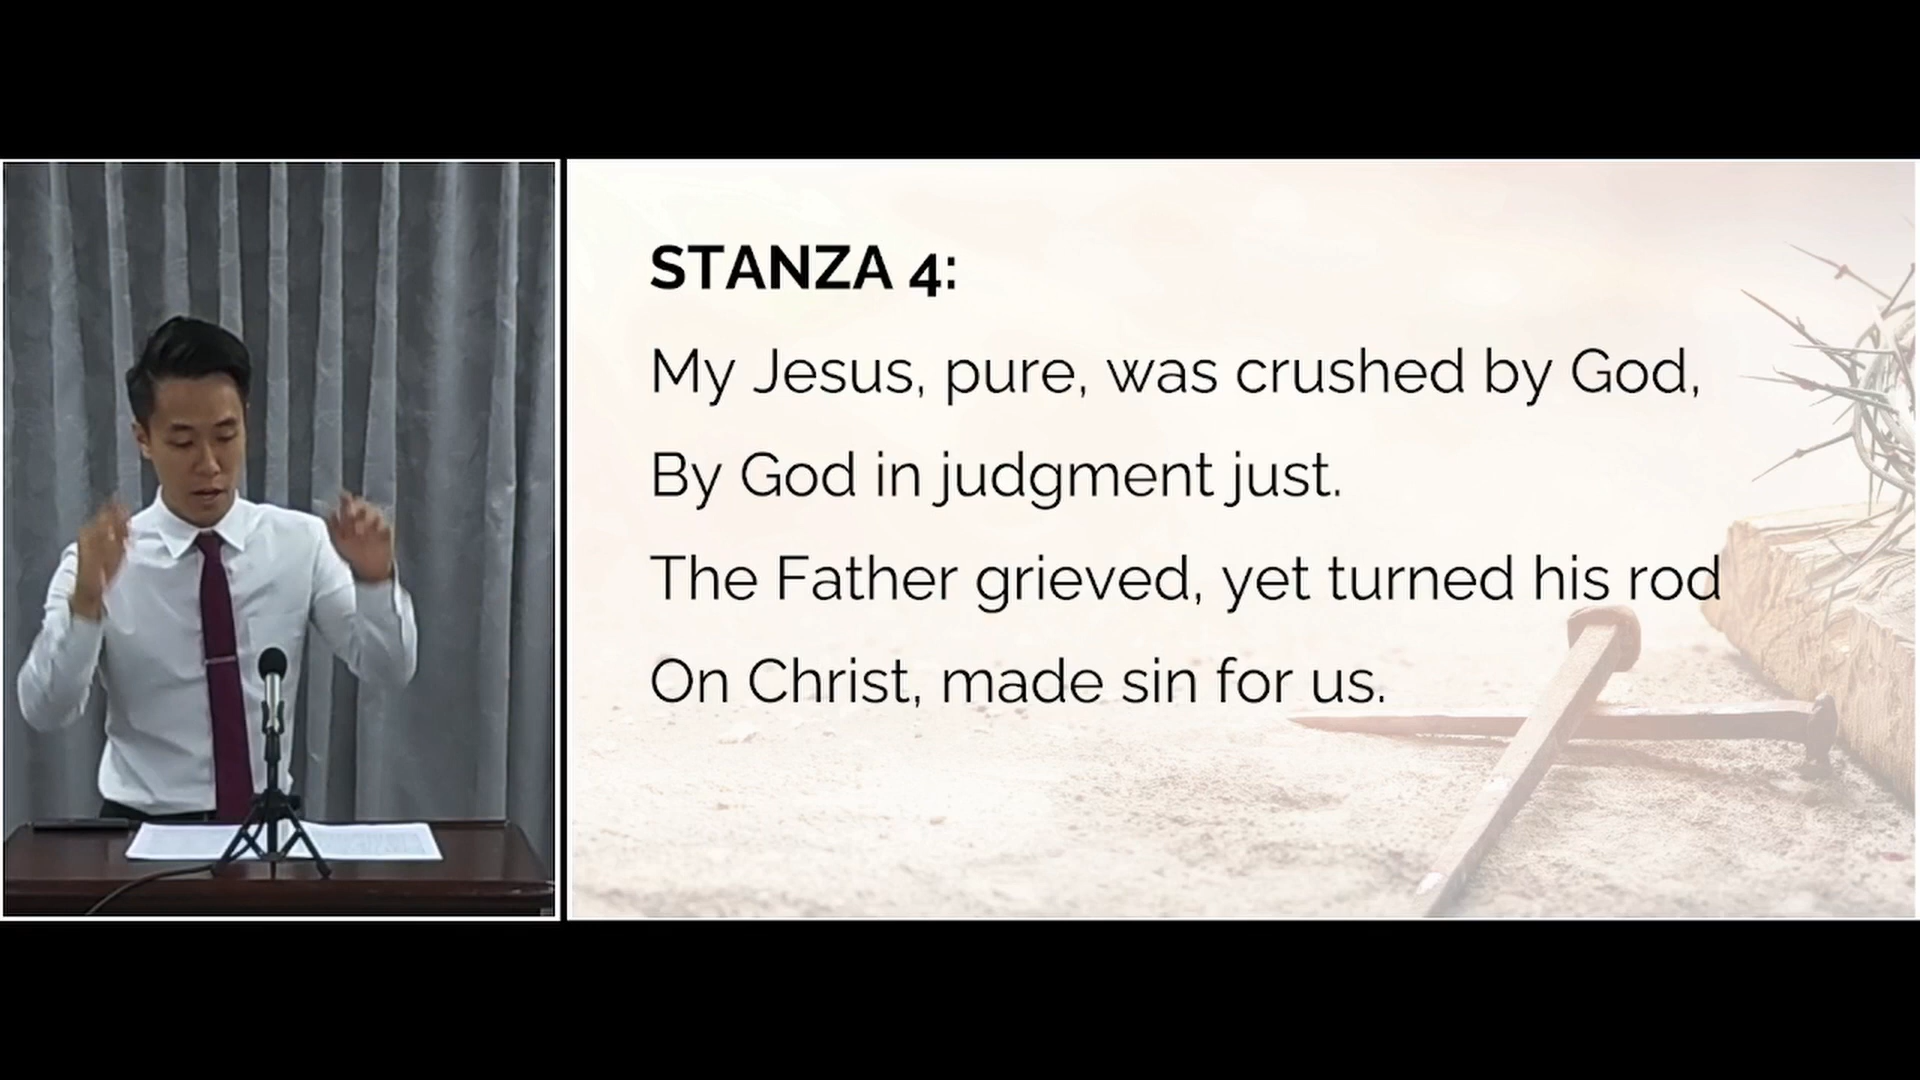 STANZA 4:
My Jesus, pure, was crushed by God,
By God in judgment just.
The Father grieved, yet turned his rod
On Christ, made sin for us.